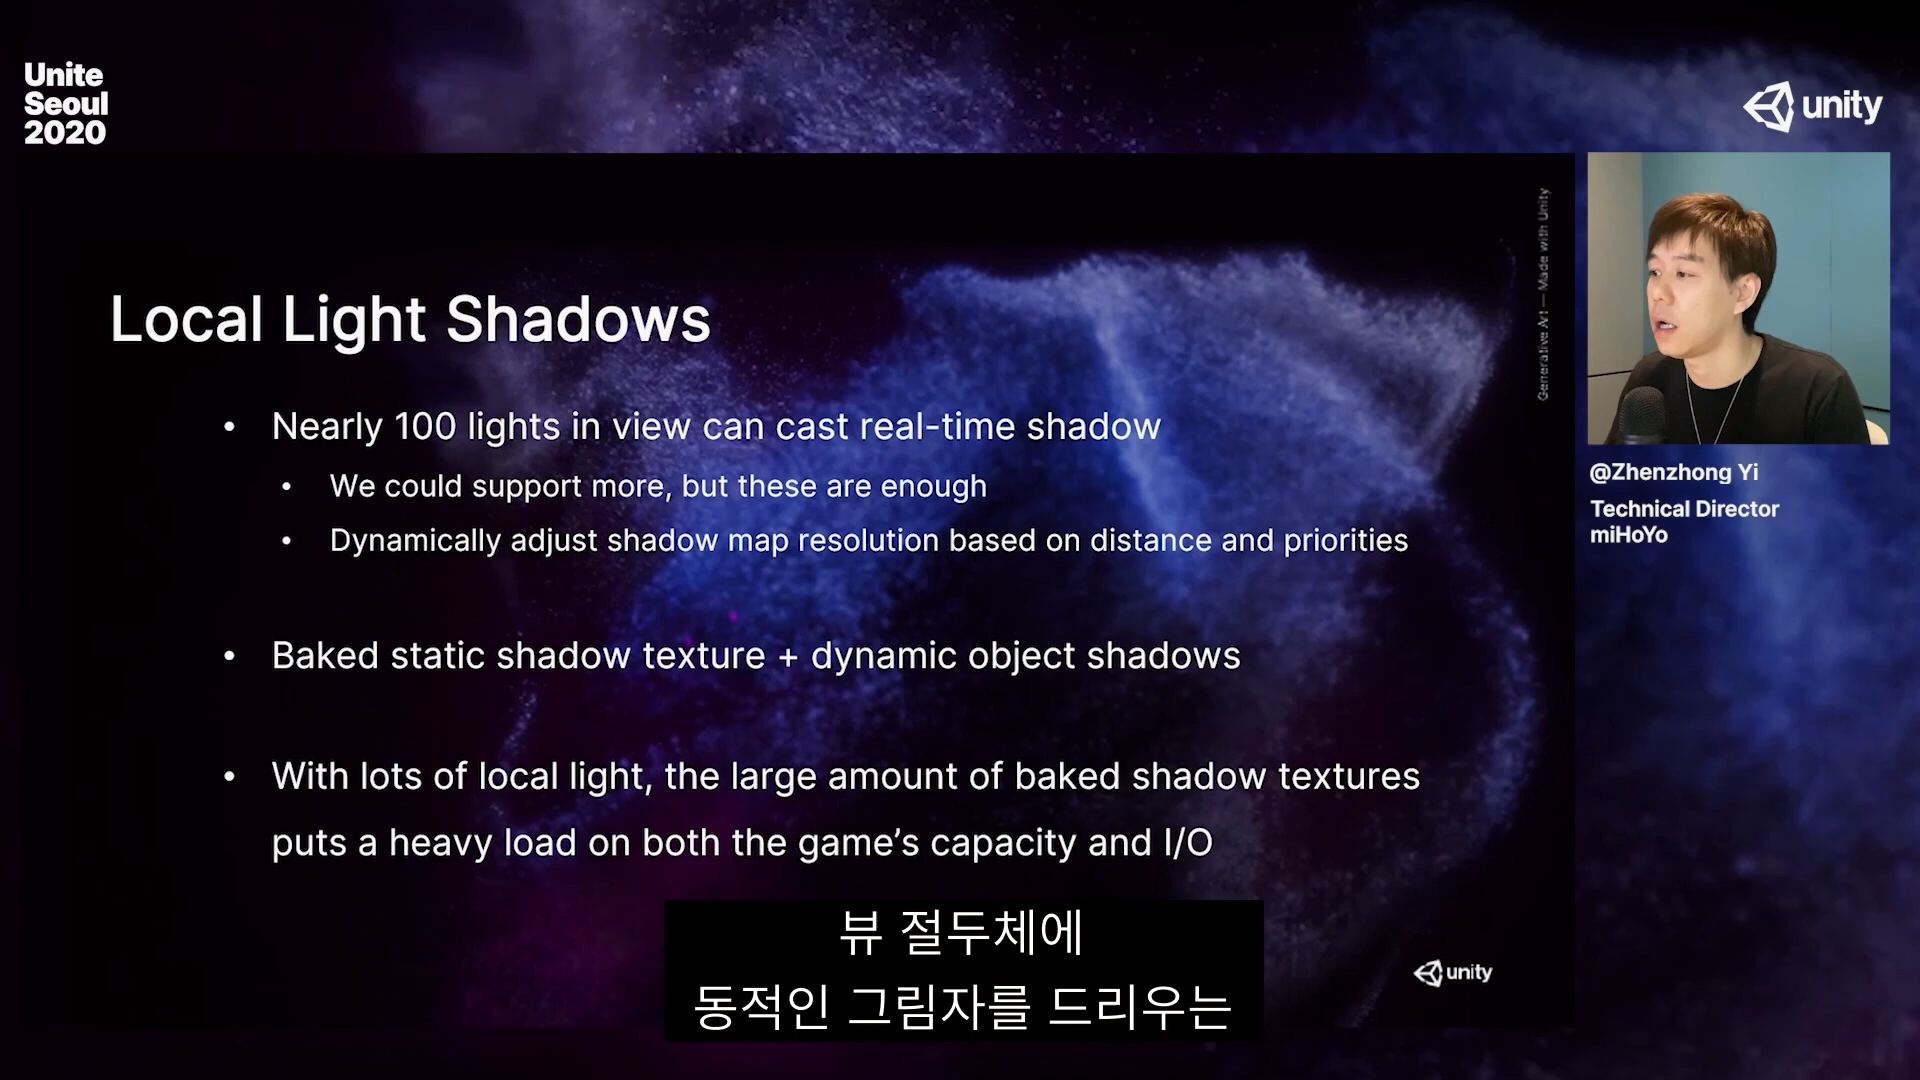 Unite
Seoul
2020
unity
Generative Art — Made with Unity
Local Light Shadows
• Nearly 100 lights in view can cast real-time shadow
• We could support more, but these are enough
• Dynamically adjust shadow map resolution based on distance and priorities
• Baked static shadow texture + dynamic object shadows
• With lots of local light, the large amount of baked shadow textures
puts a heavy load on both the game’s capacity and I/O
unity
@Zhenzhong Yi
Technical Director
miHoYo
뷰 절두체에
동적인 그림자를 드리우는